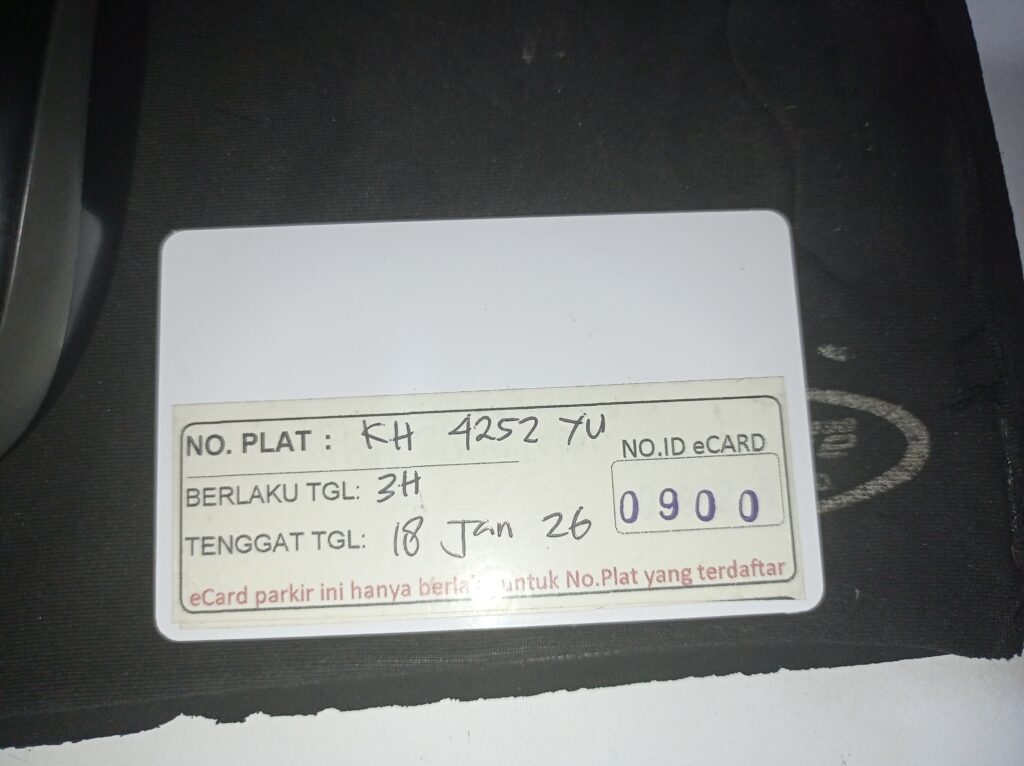 NO. PLAT : KH 4252 YU
NO.ID eCARD
BERLAKU TGL: 3H
0900
TENGGAT TGL: 18 Jan 26
eCard parkir ini hanya berlaku untuk No.Plat yang terdaftar